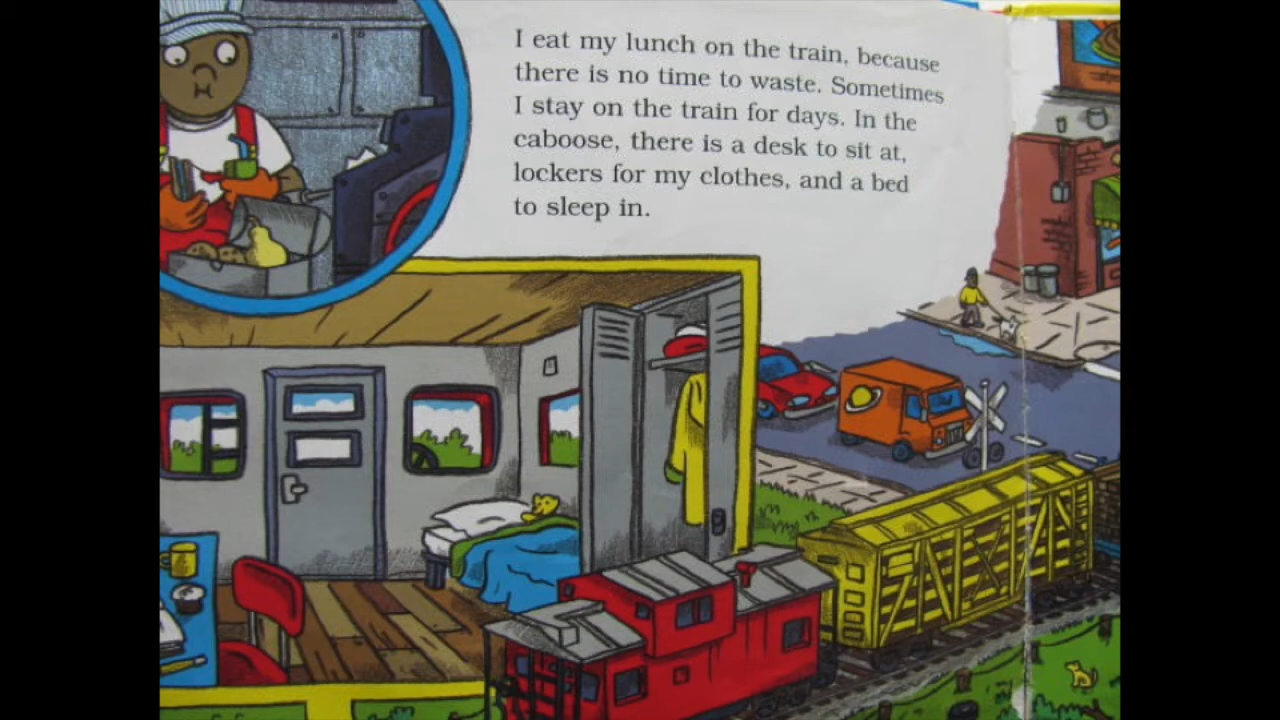 I eat my lunch on the train, because
there is no time to waste. Sometimes
I stay on the train for days. In the
caboose, there is a desk to sit at,
lockers for my clothes, and a bed
to sleep in.